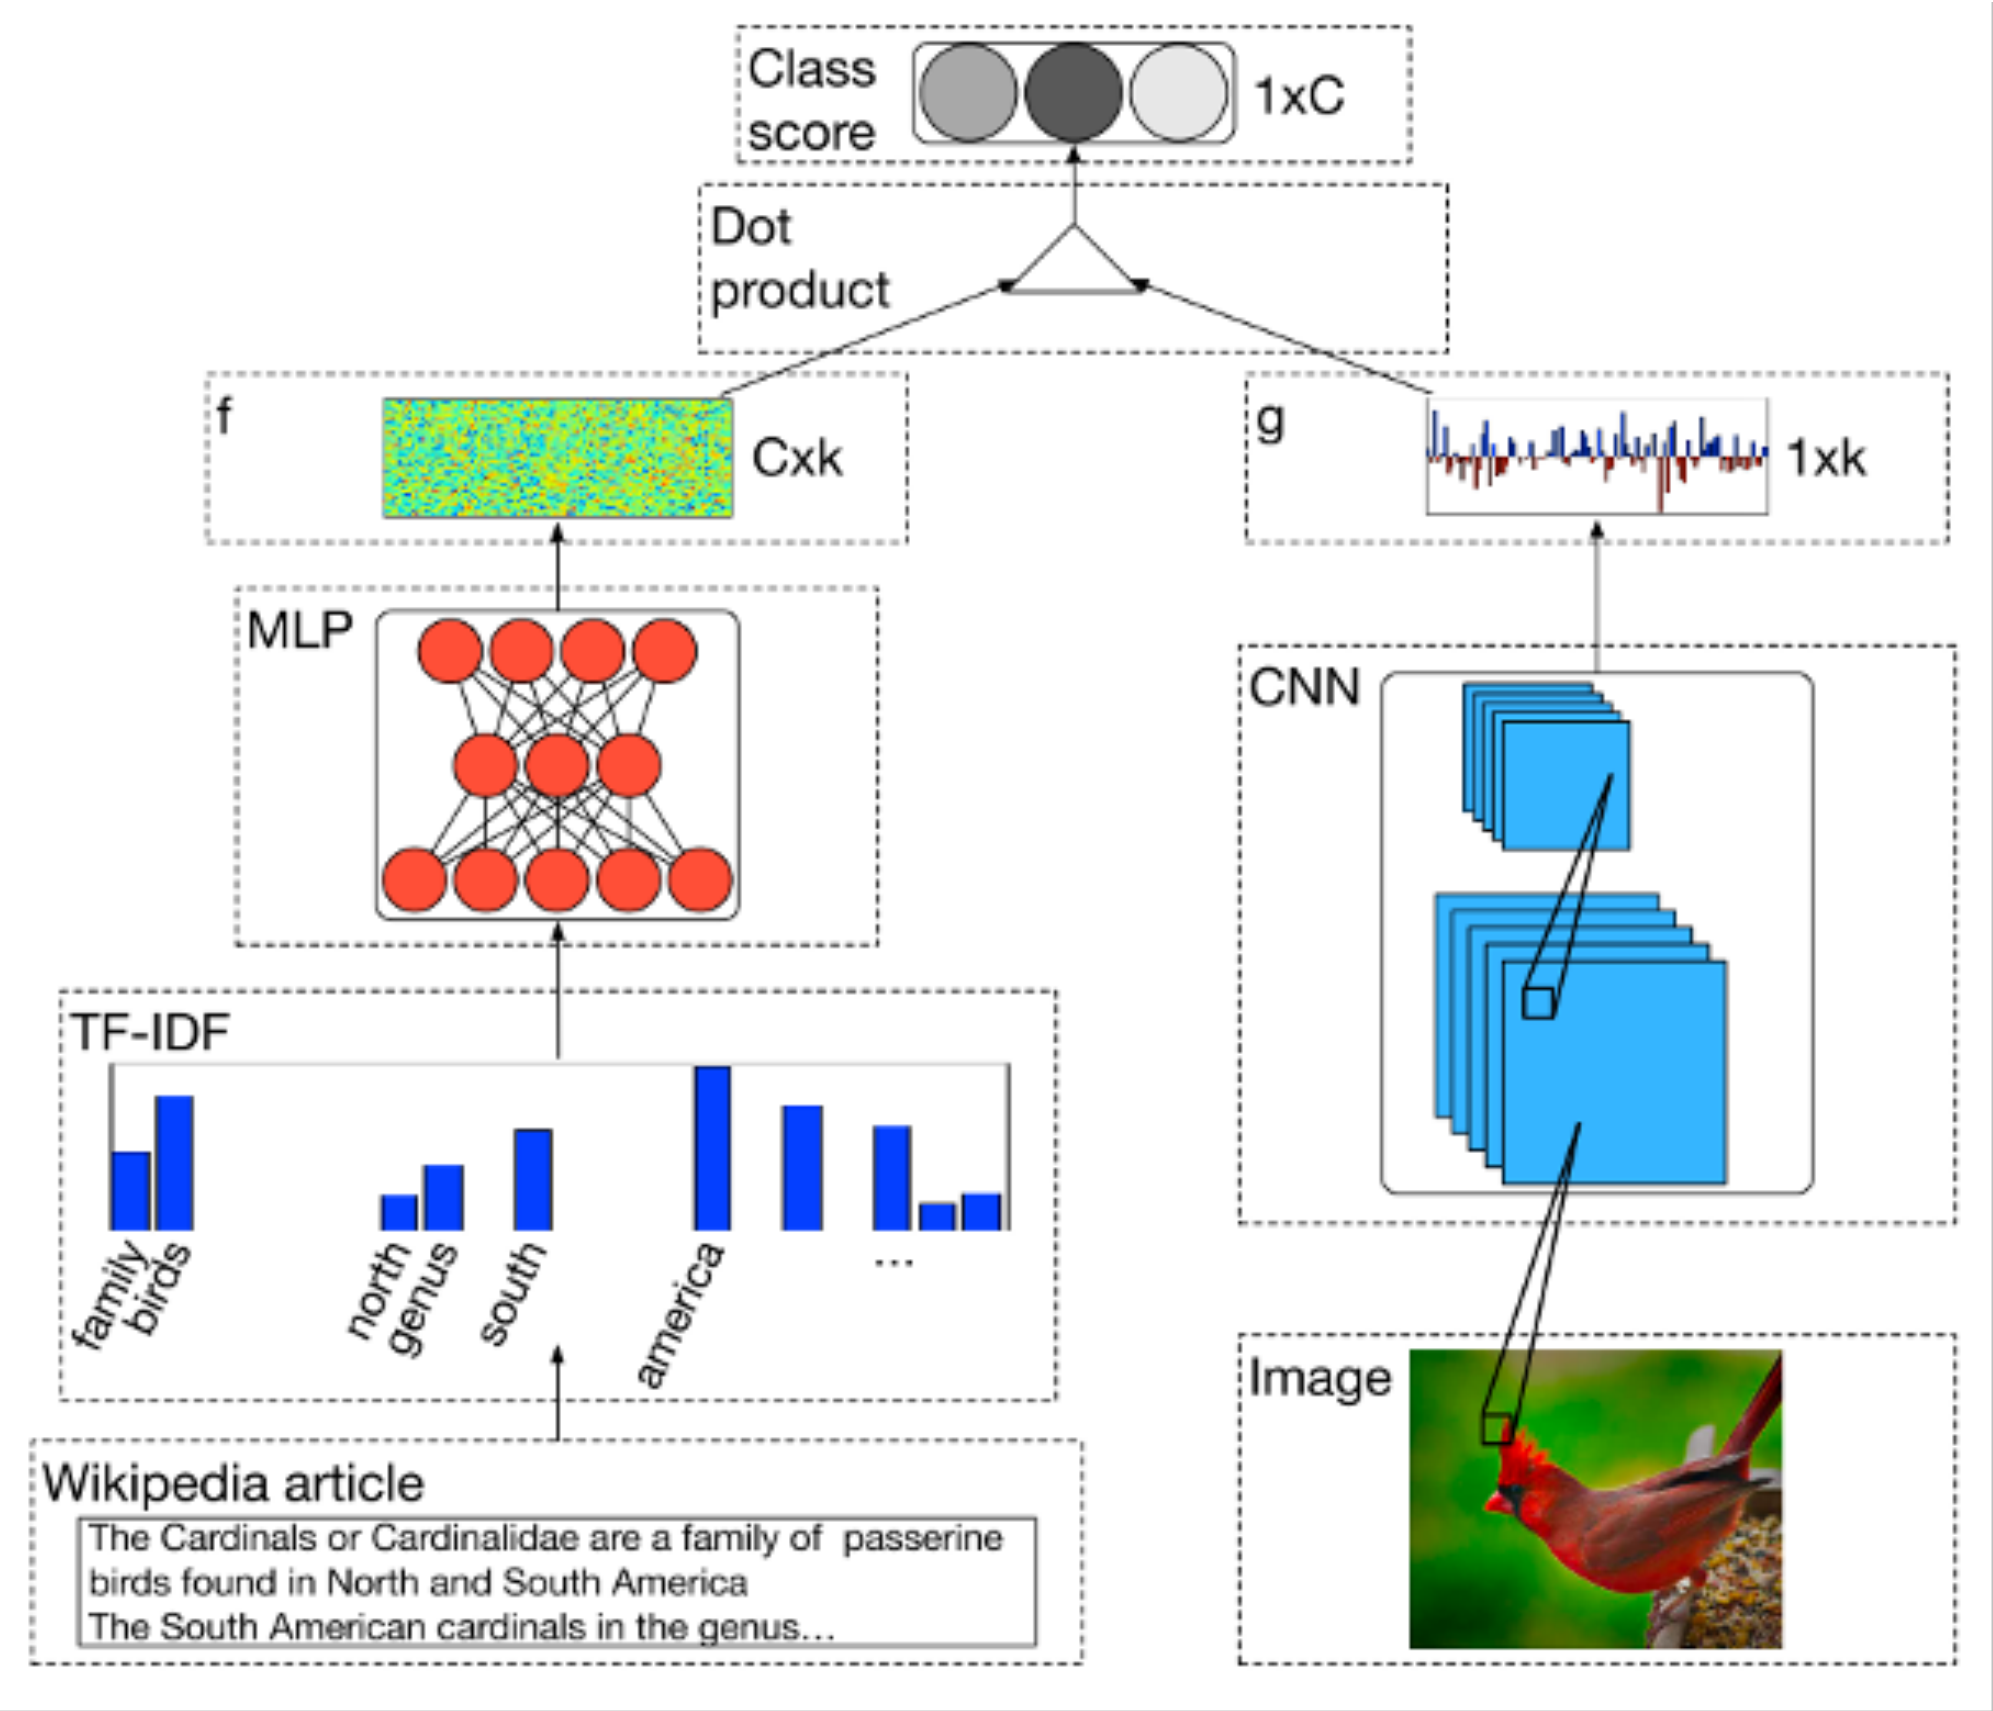 Class
score
1xC
Dot
product
f
Cxk
g
1xk
MLP
CNN
TF-IDF
family
birds
north
genus
south
america
...
Wikipedia article
The Cardinals or Cardinalidae are a family of passerine
birds found in North and South America
The South American cardinals in the genus...
Image